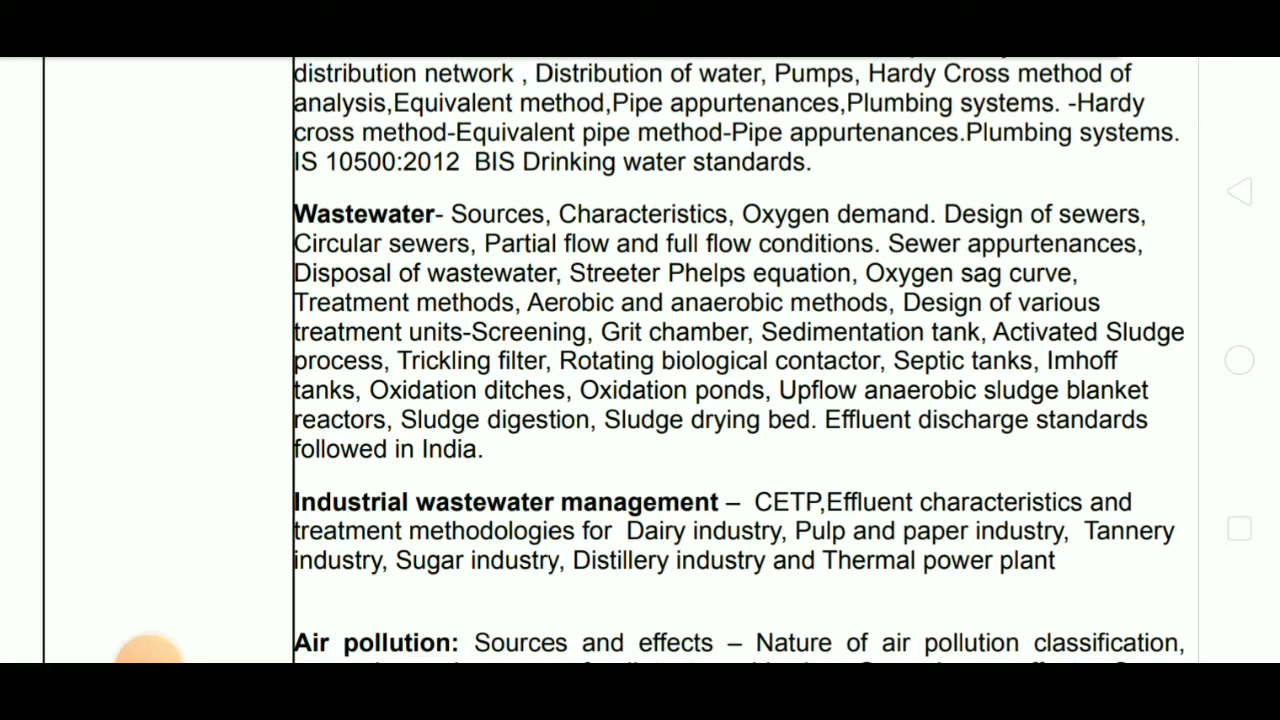 distribution network , Distribution of water, Pumps, Hardy Cross method of
analysis,Equivalent method,Pipe appurtenances,Plumbing systems. -Hardy
cross method-Equivalent pipe method-Pipe appurtenances.Plumbing systems.
IS 10500:2012 BIS Drinking water standards.
Wastewater- Sources, Characteristics, Oxygen demand. Design of sewers,
Circular sewers, Partial flow and full flow conditions. Sewer appurtenances,
Disposal of wastewater, Streeter Phelps equation, Oxygen sag curve,
Treatment methods, Aerobic and anaerobic methods, Design of various
treatment units-Screening, Grit chamber, Sedimentation tank, Activated Sludge
process, Trickling filter, Rotating biological contactor, Septic tanks, Imhoff
tanks, Oxidation ditches, Oxidation ponds, Upflow anaerobic sludge blanket
reactors, Sludge digestion, Sludge drying bed. Effluent discharge standards
followed in India.
Industrial wastewater management – CETP,Effluent characteristics and
treatment methodologies for Dairy industry, Pulp and paper industry, Tannery
industry, Sugar industry, Distillery industry and Thermal power plant
Air pollution: Sources and effects – Nature of air pollution classification,